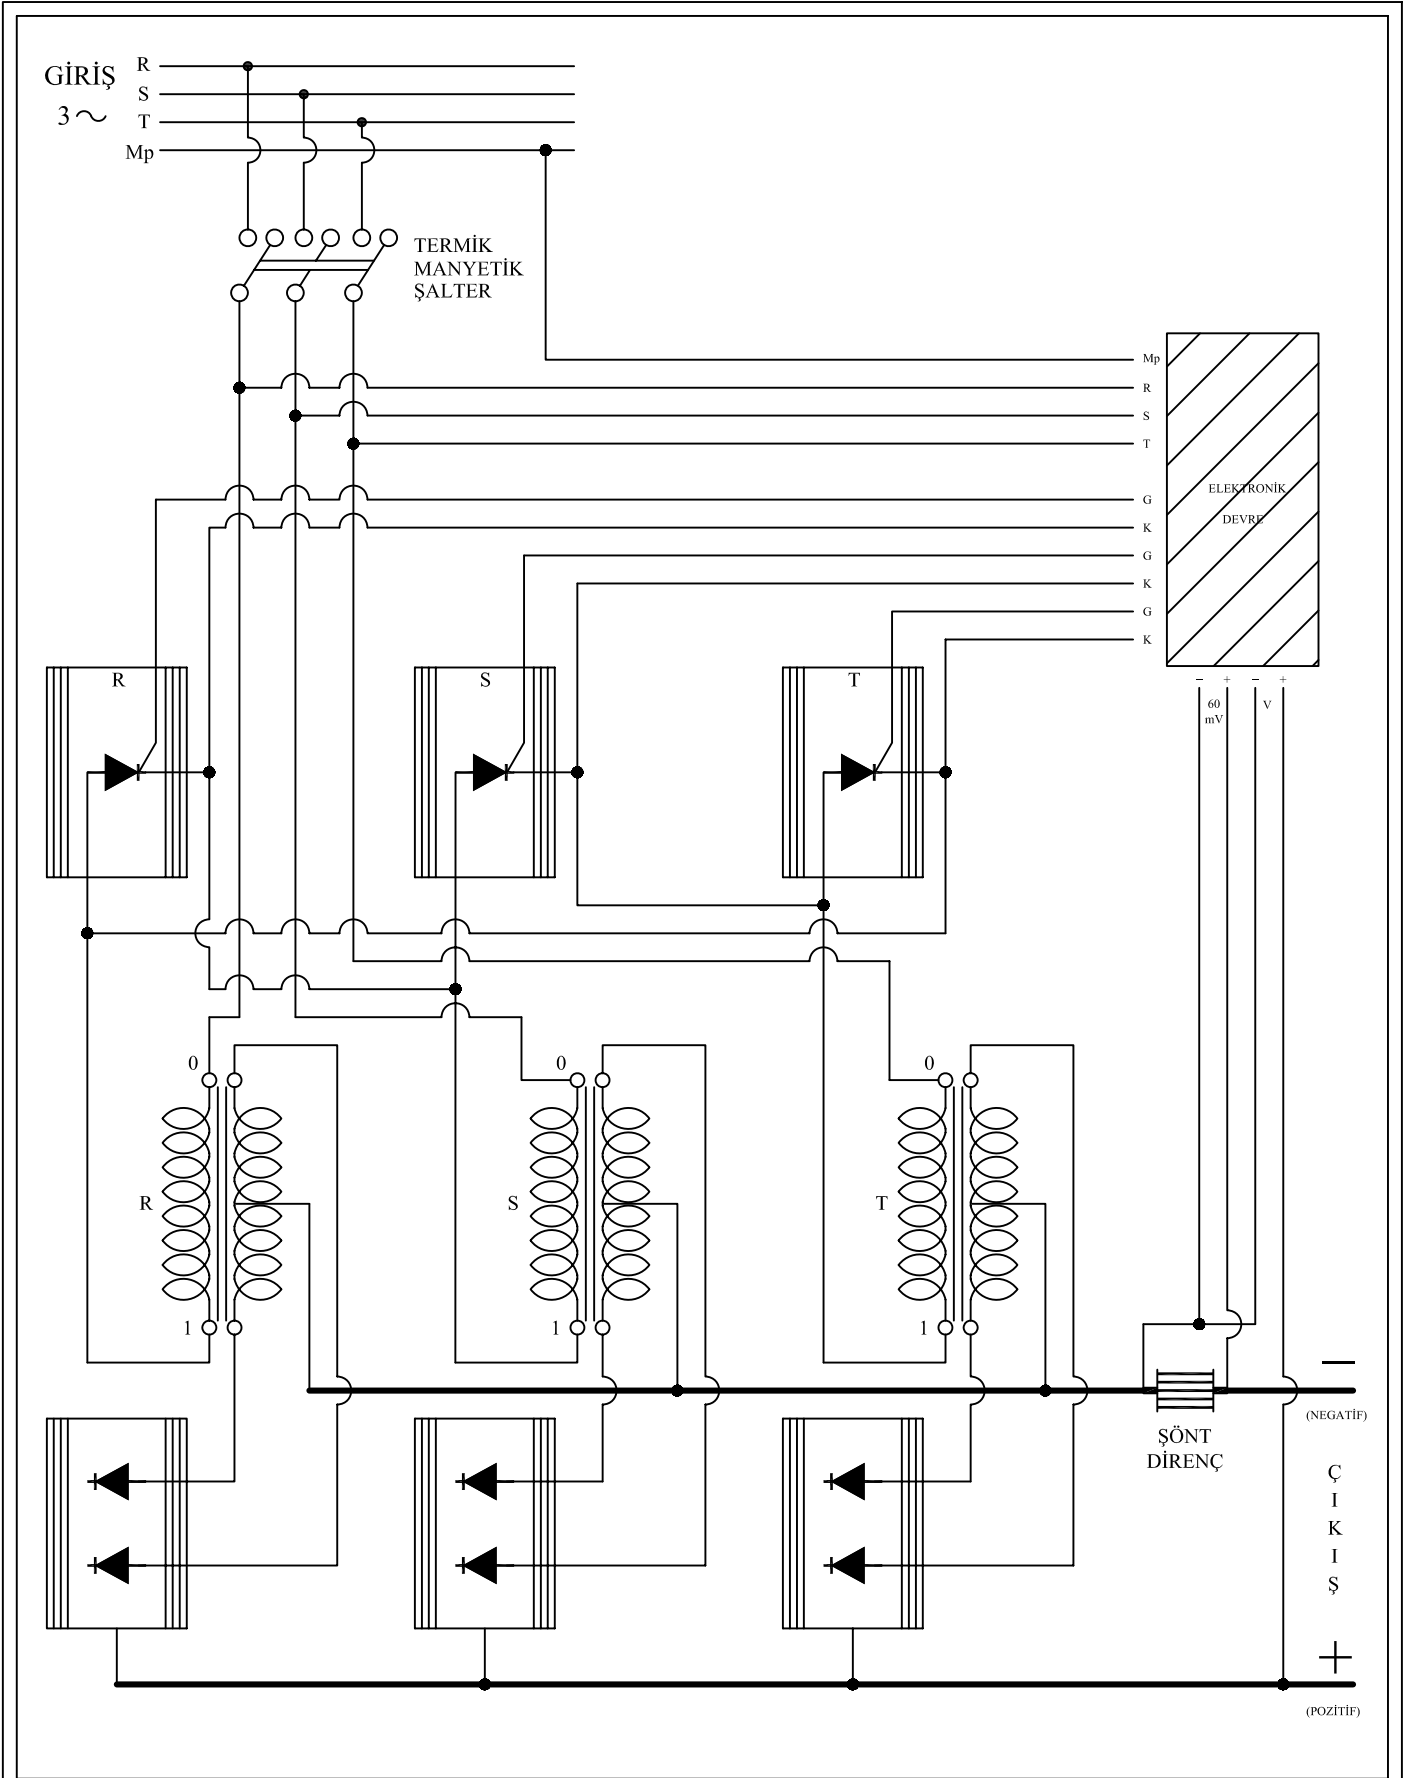 GİRİŞ
3
R
S
T
Mp
TERMİK
MANYETİK
ŞALTER
Mp
R
S
T
G
K
G
K
G
K
ELEKTRONİK
DEVRE
− + − +
60
mV
V
R
S
T
0
0
0
R
S
T
1
1
1
−
(NEGATİF)
ŞÖNT
DİRENÇ
Ç
I
K
I
Ş
+
(POZİTİF)